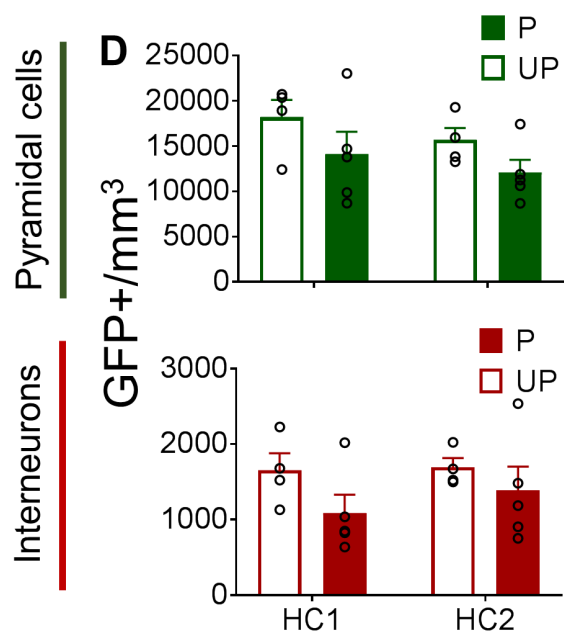 D
P
UP
Pyramidal cells
25000
20000
15000
10000
5000
0
GFP+/mm³
P
UP
Interneurons
3000
2000
1000
0
HC1 HC2